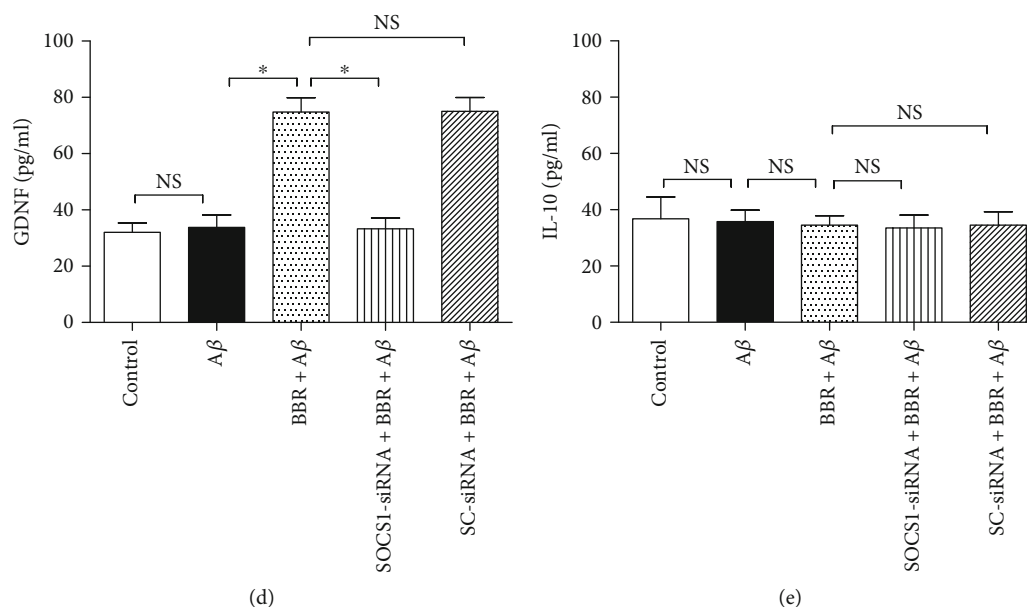 100
80
60
40
20
0
GDNF (pg/ml)
NS
*
*
NS
Control
Aβ
BBR + Aβ
SOCS1-siRNA + BBR + Aβ
SC-siRNA + BBR + Aβ
(d)
100
80
60
40
20
0
IL-10 (pg/ml)
NS
NS
NS
NS
Control
Aβ
BBR + Aβ
SOCS1-siRNA + BBR + Aβ
SC-siRNA + BBR + Aβ
(e)